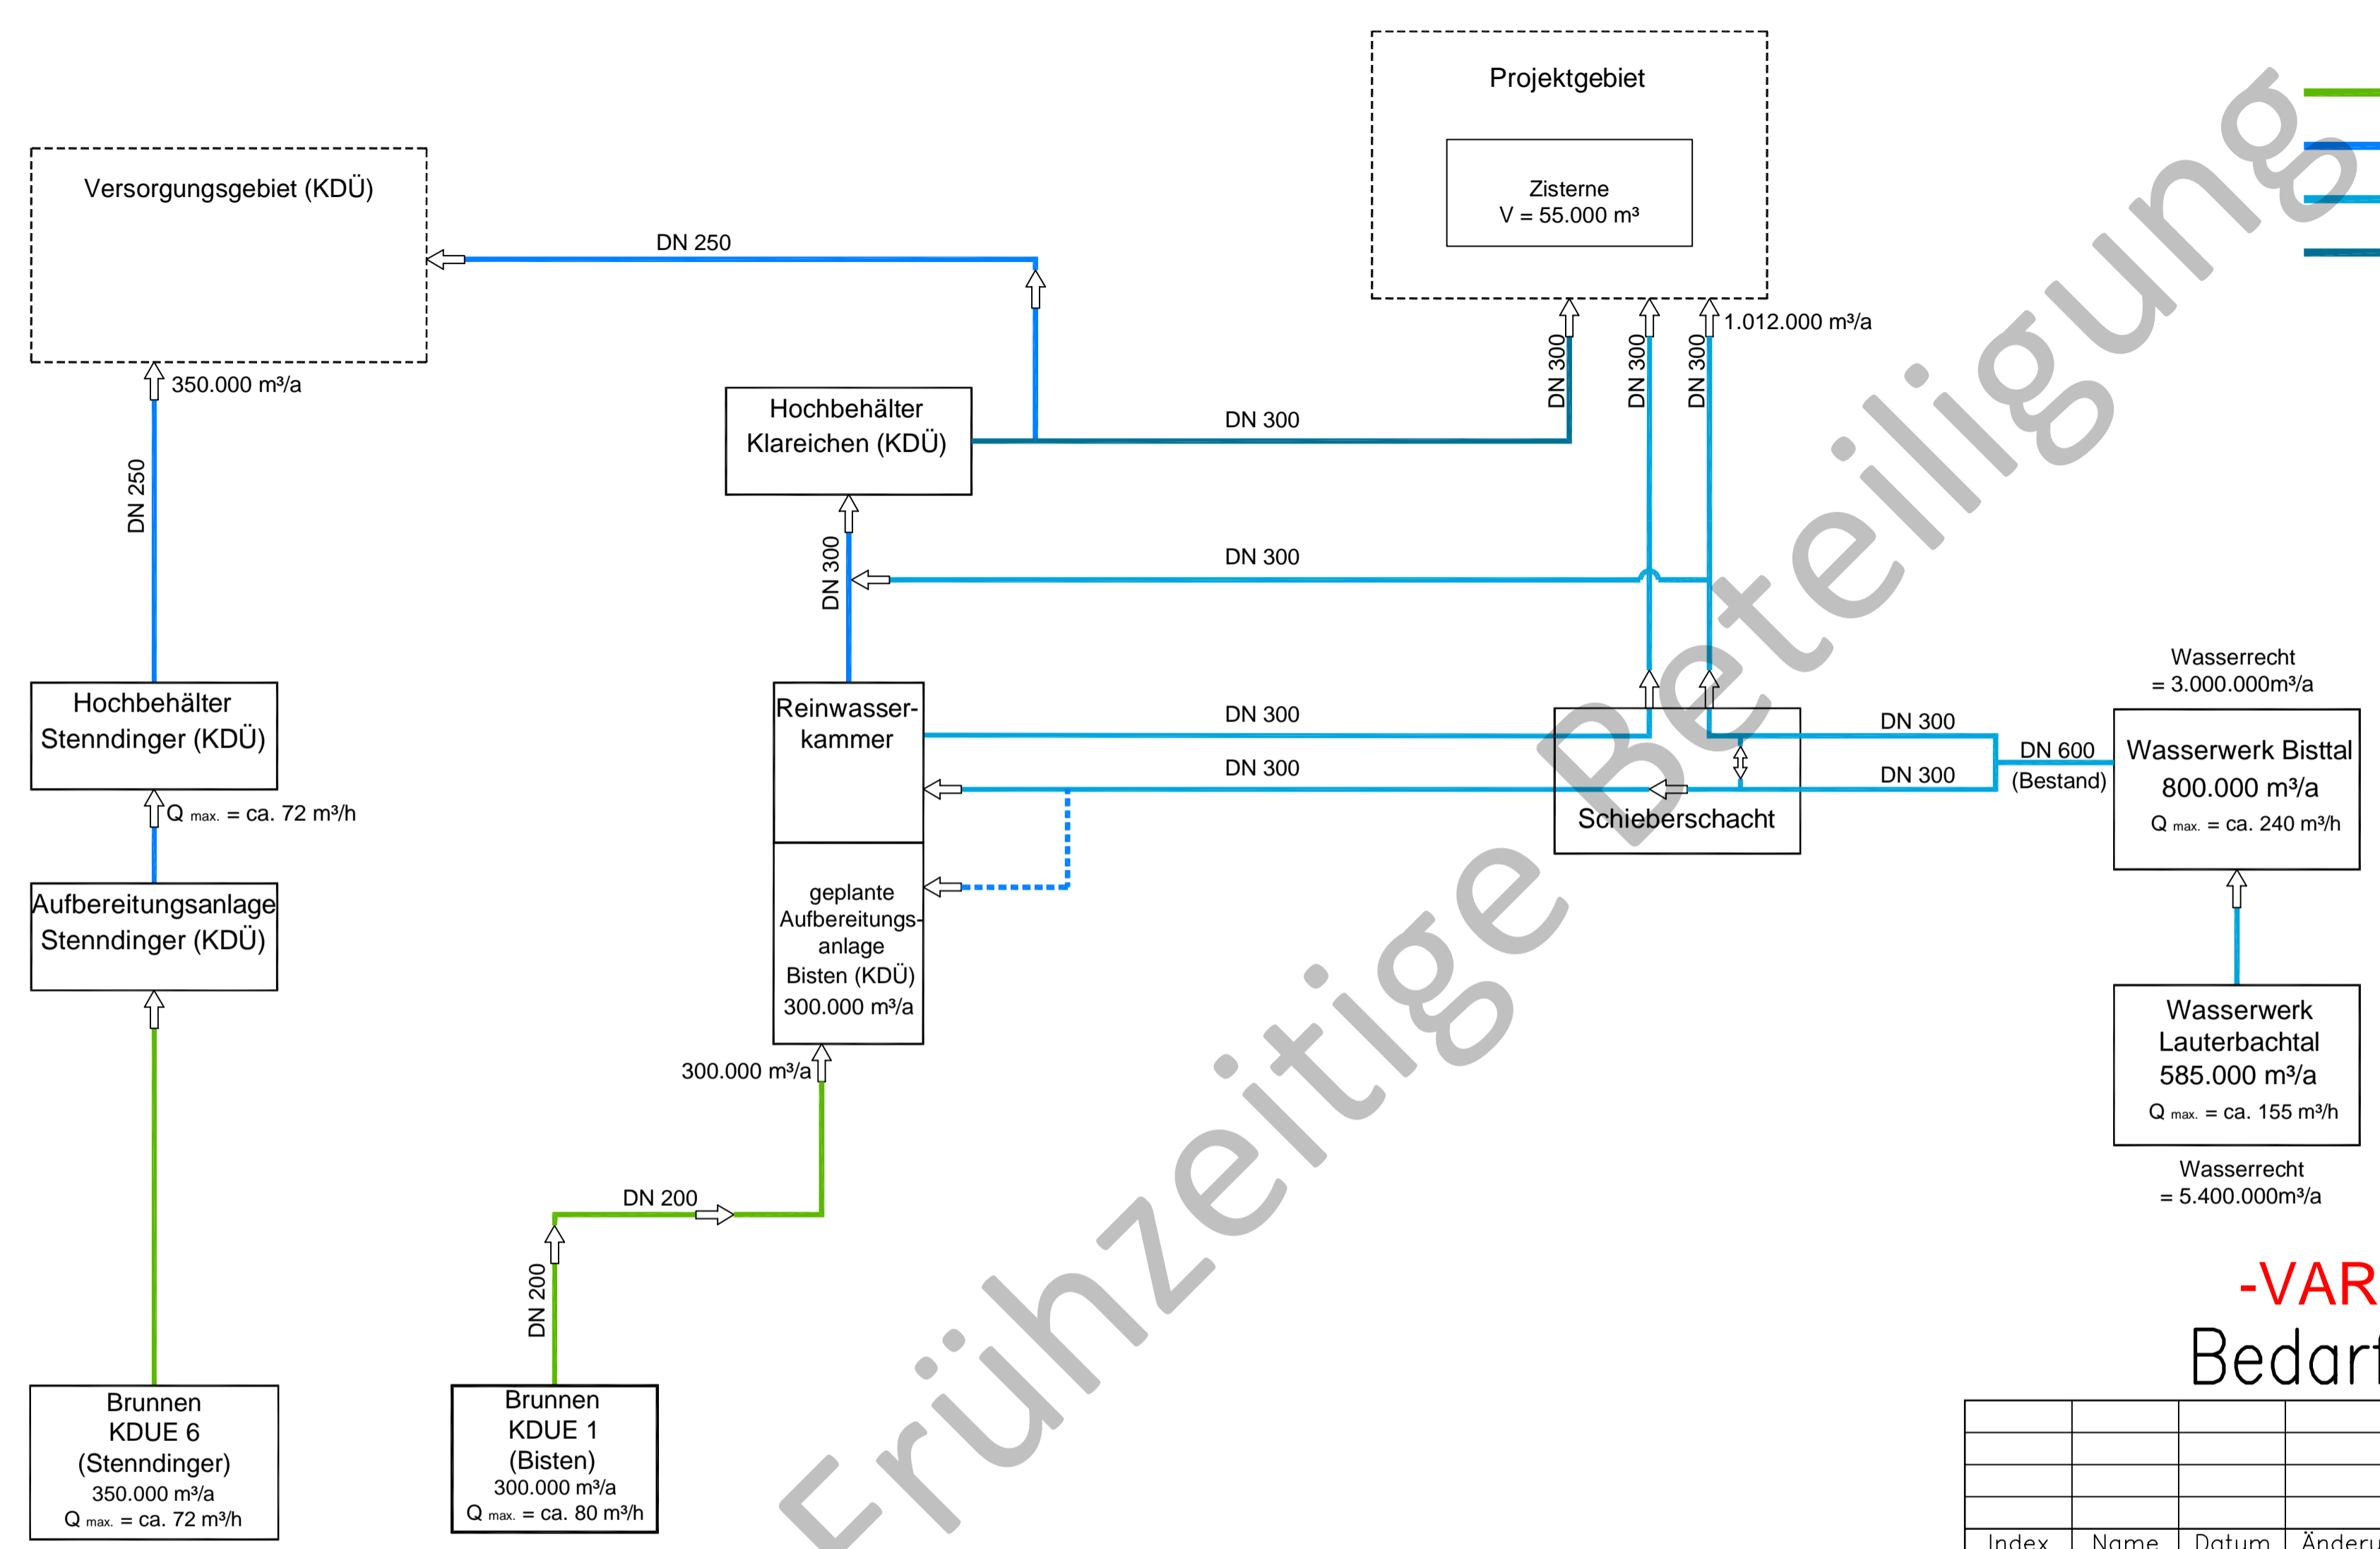 Projektgebiet
Zisterne
V = 55.000 m³
Versorgungsgebiet (KDÜ)
DN 250
1.012.000 m³/a
DN 300
DN 300
DN 300
350.000 m³/a
Hochbehälter
Klareichen (KDÜ)
DN 300
DN 250
DN 300
DN 300
Wasserrecht
= 3.000.000m³/a
Hochbehälter
Stenndinger (KDÜ)
Reinwasser-
kammer
DN 300
DN 300
DN 300
DN 300
DN 600
(Bestand)
Wasserwerk Bisttal
800.000 m³/a
Q max. = ca. 240 m³/h
Schieberschacht
Q max. = ca. 72 m³/h
Aufbereitungsanlage
Stenndinger (KDÜ)
geplante
Aufbereitungs-
anlage
Bisten (KDÜ)
300.000 m³/a
Wasserwerk
Lauterbachtal
585.000 m³/a
Q max. = ca. 155 m³/h
300.000 m³/a
Wasserrecht
= 5.400.000m³/a
DN 200
DN 200
Frühzeitige Beteiligung
-VAR
Bedarf
Brunnen
KDUE 6
(Stenndinger)
350.000 m³/a
Q max. = ca. 72 m³/h
Brunnen
KDUE 1
(Bisten)
300.000 m³/a
Q max. = ca. 80 m³/h
Index Name Datum Änderu